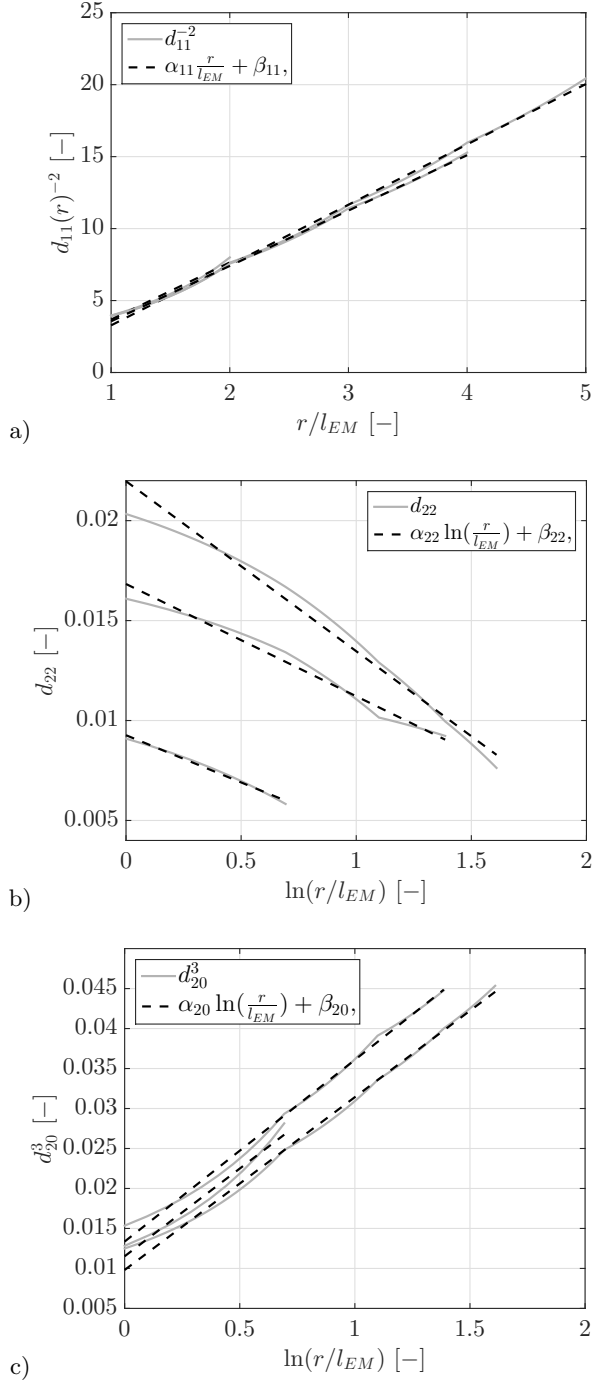 25
20
15
10
5
0
d_{11}(r)^{-2} [−]
d_{11}^{-2}
α_{11} \frac{r}{l_{EM}} + β_{11},
1 2 3 4 5
r/l_{EM} [−]
a)
0.02
0.015
0.01
0.005
d_{22} [−]
d_{22}
α_{22} ln(\frac{r}{l_{EM}}) + β_{22},
0 0.5 1 1.5 2
ln(r/l_{EM}) [−]
b)
0.045
0.04
0.035
0.03
0.025
0.02
0.015
0.01
0.005
d_{20}^{3} [−]
d_{20}^{3}
α_{20} ln(\frac{r}{l_{EM}}) + β_{20},
0 0.5 1 1.5 2
ln(r/l_{EM}) [−]
c)